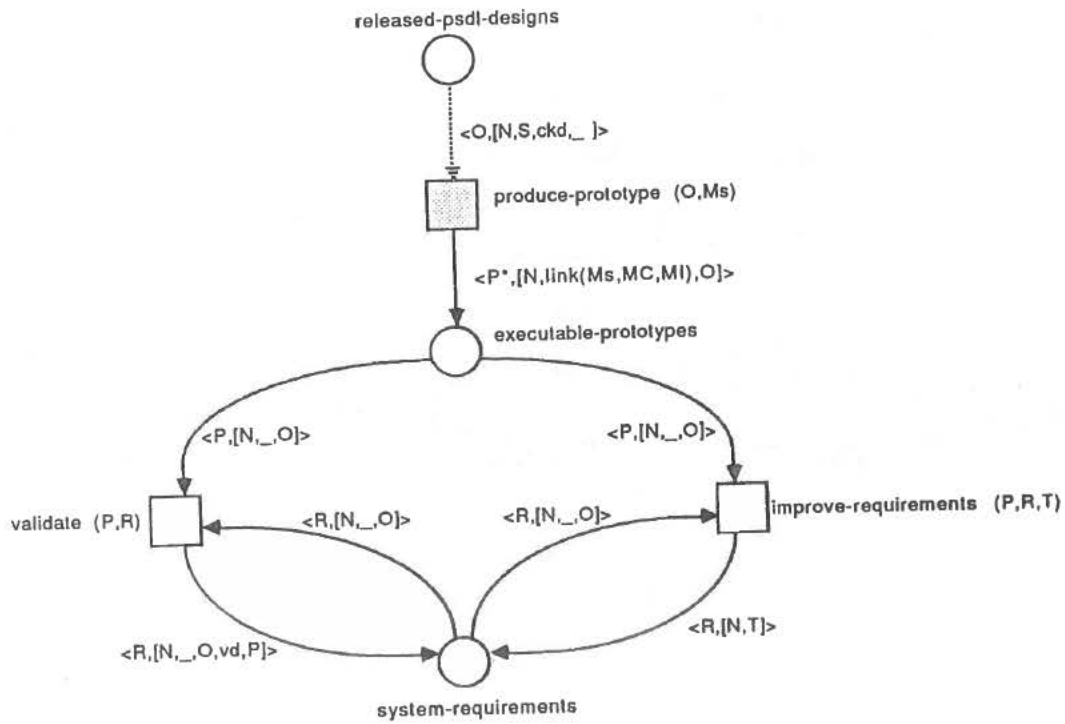 released-psdl-designs
<O,[N,S,ckd,_ ]>
produce-prototype (O,Ms)
<P*,[N,link(Ms,MC,MI),O]>
executable-prototypes
<P,[N,_,O]>
<P,[N,_,O]>
validate (P,R)
<R,[N,_,O]>
<R,[N,_,O]>
improve-requirements (P,R,T)
<R,[N,_,O,vd,P]>
<R,[N,T]>
system-requirements